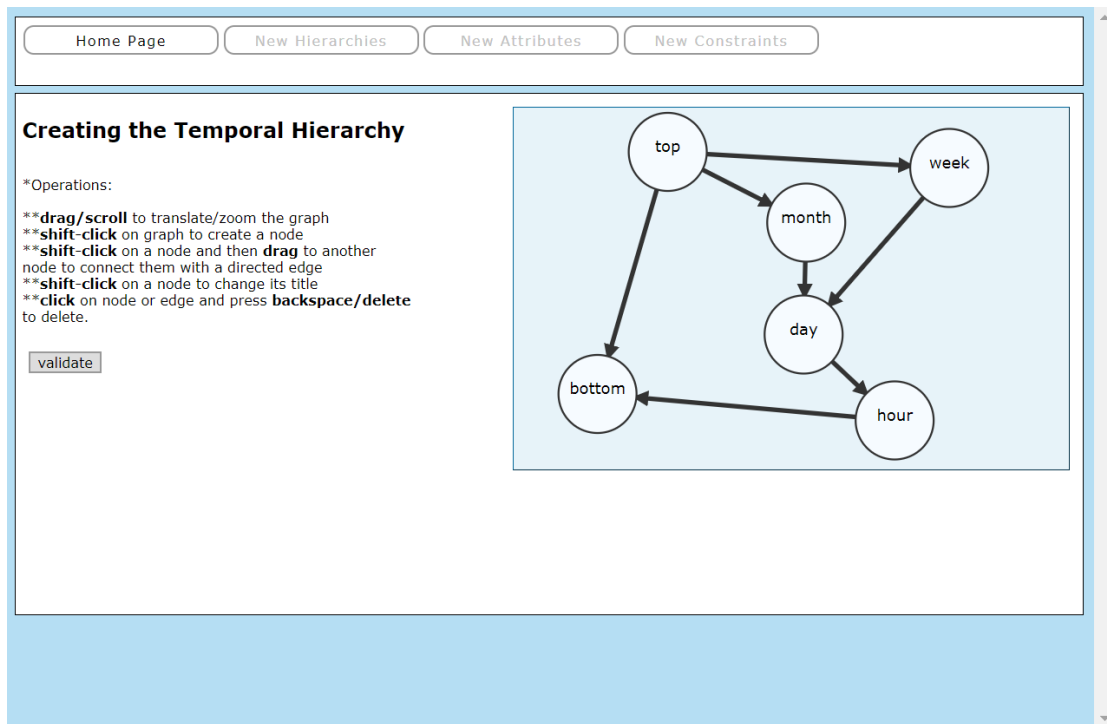 Home Page
New Hierarchies
New Attributes
New Constraints
Creating the Temporal Hierarchy
*Operations:
**drag/scroll to translate/zoom the graph
**shift-click on graph to create a node
**shift-click on a node and then drag to another
node to connect them with a directed edge
**shift-click on a node to change its title
**click on node or edge and press backspace/delete
to delete.
validate
top
week
month
day
bottom
hour